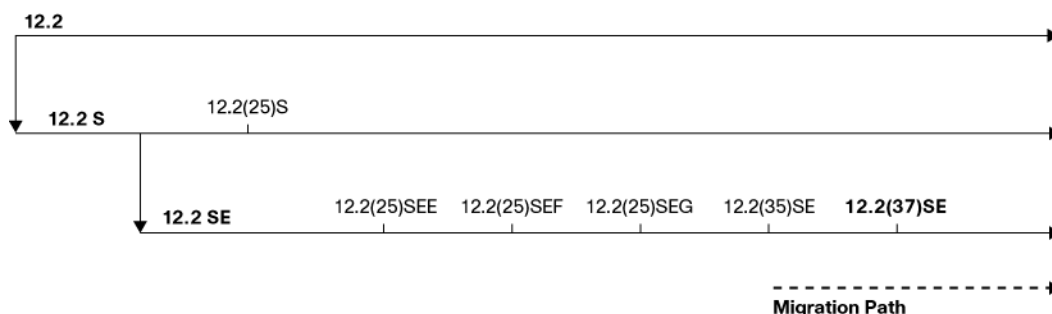 12.2
12.2(25)S
12.2 S
12.2(25)SEE 12.2(25)SEF 12.2(25)SEG 12.2(35)SE 12.2(37)SE
12.2 SE
Migration Path